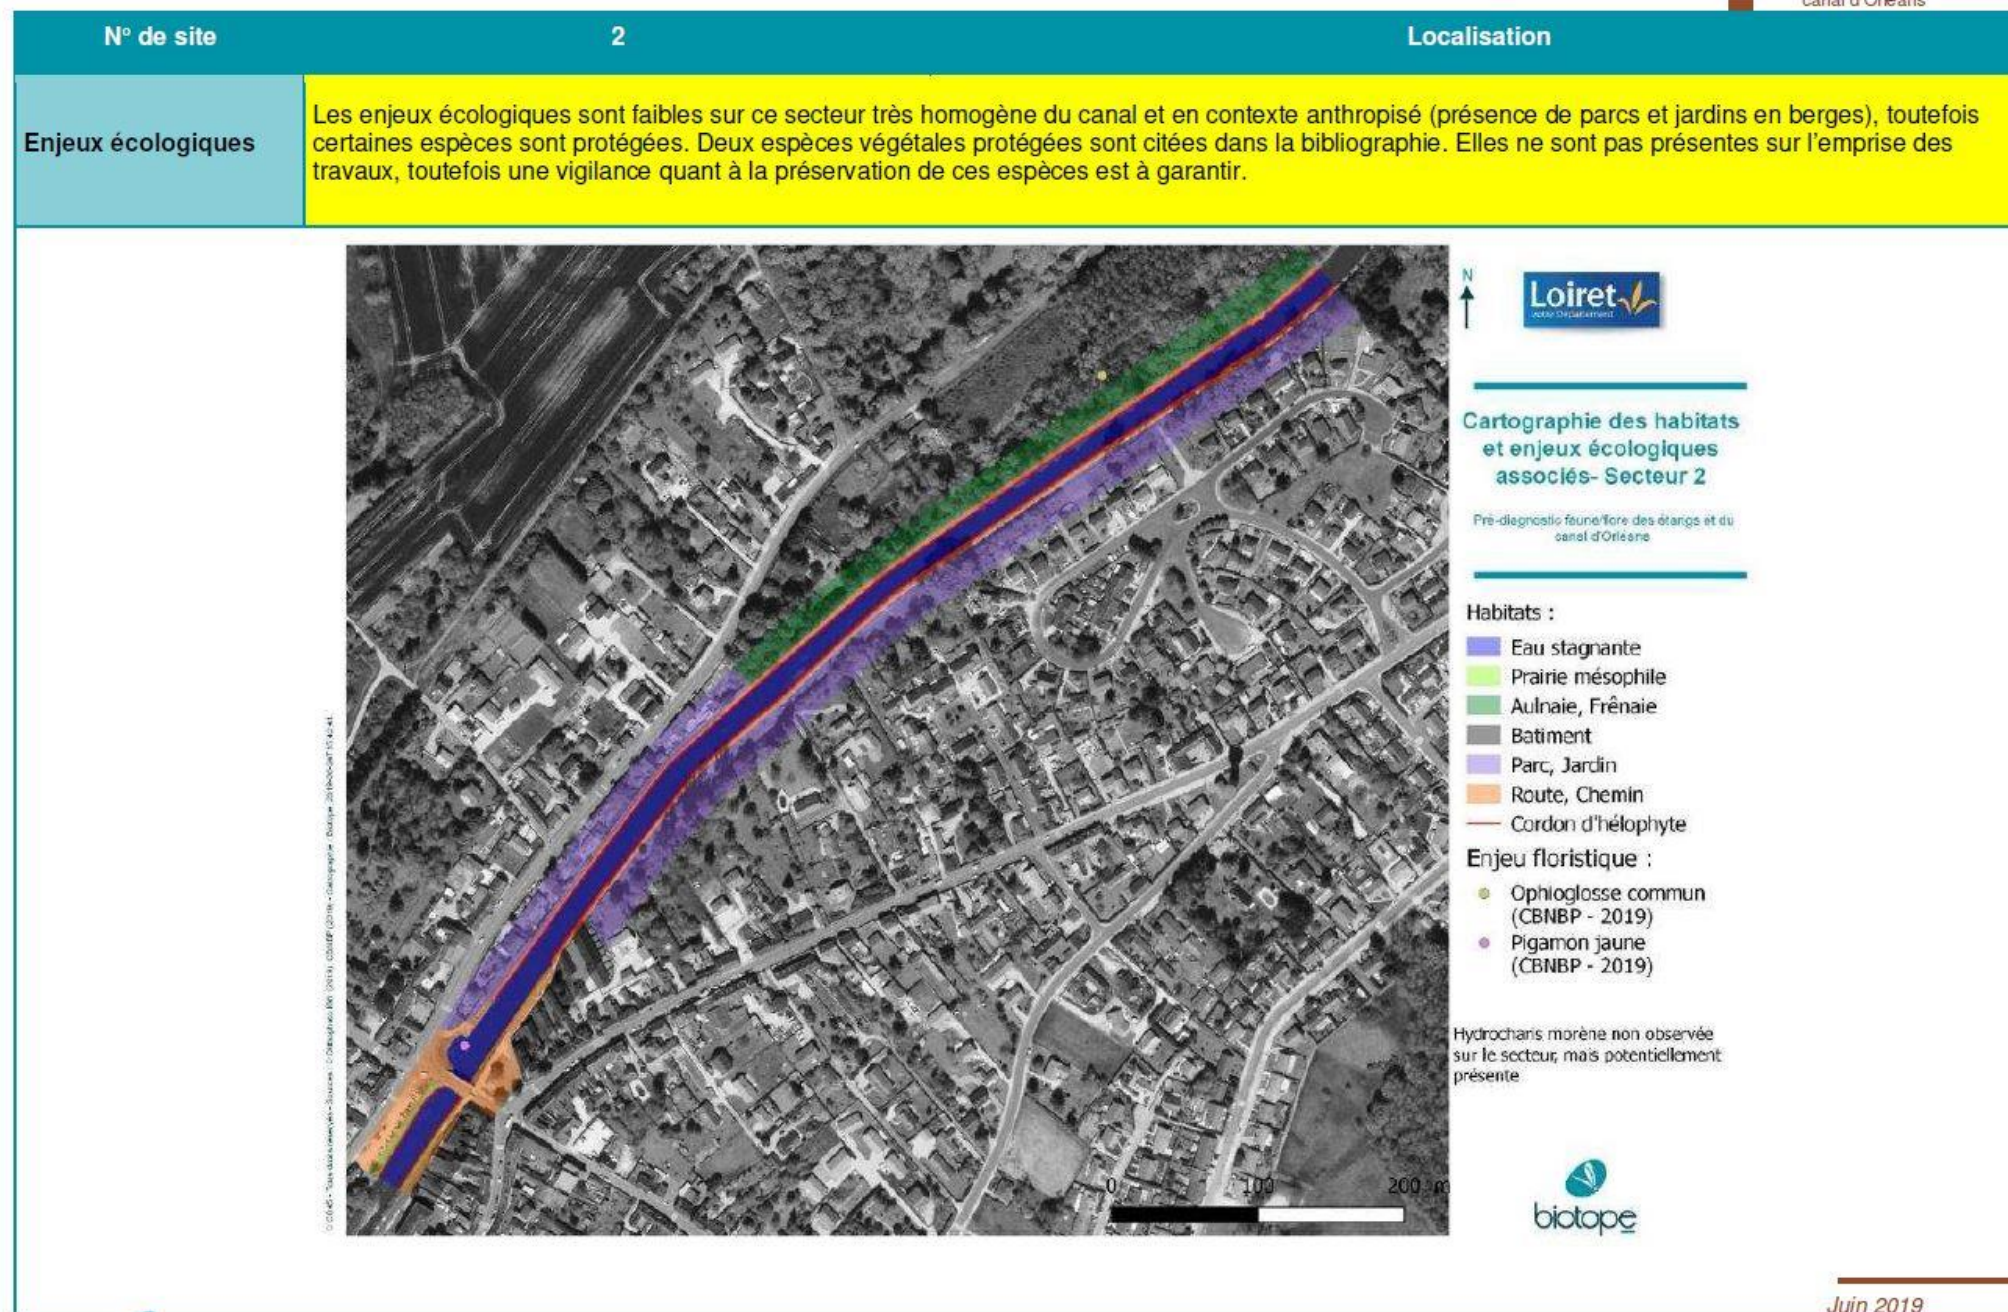 canal d'Orléans
N° de site 2 Localisation
Enjeux écologiques
Les enjeux écologiques sont faibles sur ce secteur très homogène du canal et en contexte anthropisé (présence de parcs et jardins en berges), toutefois
certaines espèces sont protégées. Deux espèces végétales protégées sont citées dans la bibliographie. Elles ne sont pas présentes sur l'emprise des
travaux, toutefois une vigilance quant à la préservation de ces espèces est à garantir.
N
Loiret
votre Département
Cartographie des habitats
et enjeux écologiques
associés- Secteur 2
Pré-diagnostic faune/flore des étangs et du
canal d'Orléans
Habitats :
Eau stagnante
Prairie mésophile
Aulnaie, Frênaie
Batiment
Parc, Jardin
Route, Chemin
Cordon d'hélophyte
Enjeu floristique :
Ophioglosse commun
(CBNBP - 2019)
Pigamon jaune
(CBNBP - 2019)
Hydrocharis morène non observée
sur le secteur, mais potentiellement
présente
0 100 200 m
biotope
Juin 2019